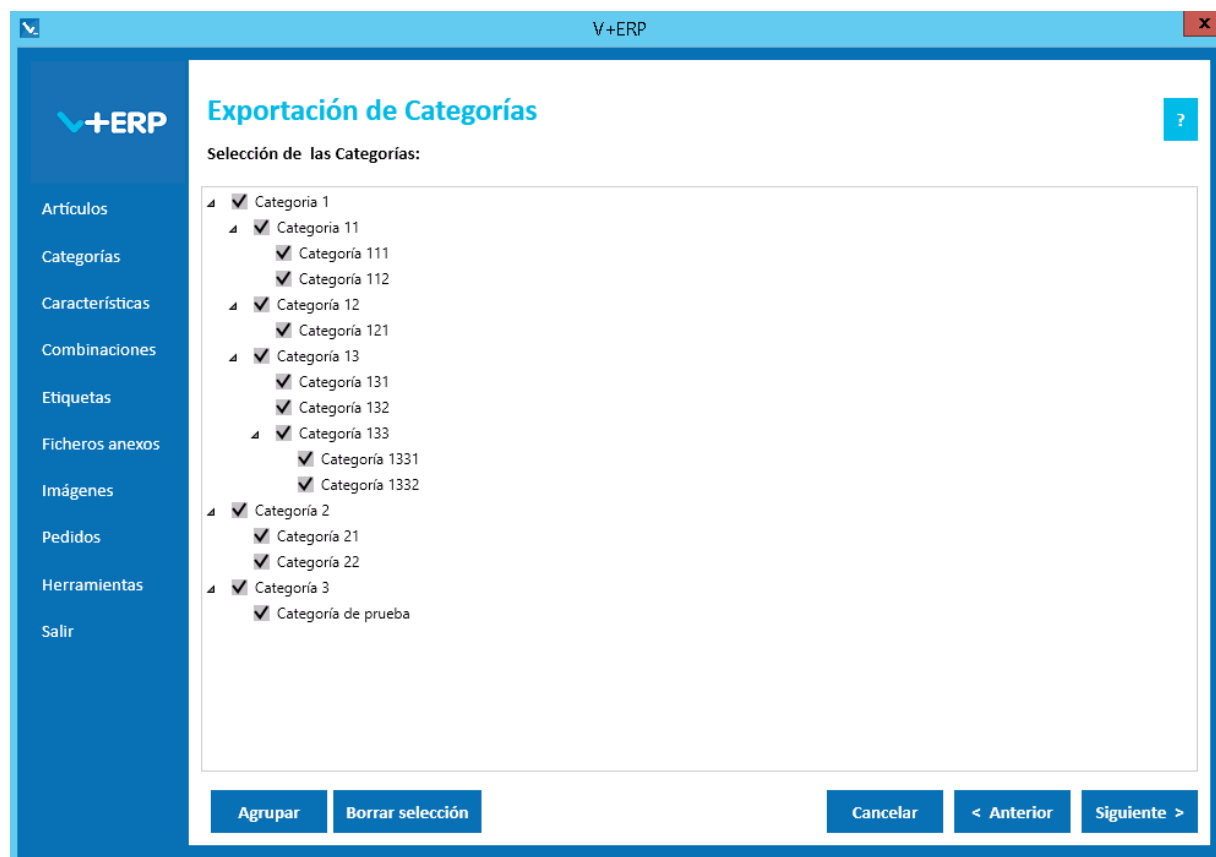 V+ERP
x
+ERP
Exportación de Categorías
?
Selección de las Categorías:
Artículos
Categorías
Características
Combinaciones
Etiquetas
Ficheros anexos
Imágenes
Pedidos
Herramientas
Salir
Categoria 1
Categoria 11
Categoría 111
Categoría 112
Categoría 12
Categoría 121
Categoría 13
Categoría 131
Categoría 132
Categoría 133
Categoría 1331
Categoría 1332
Categoría 2
Categoría 21
Categoría 22
Categoría 3
Categoría de prueba
Agrupar
Borrar selección
Cancelar
< Anterior
Siguiente >